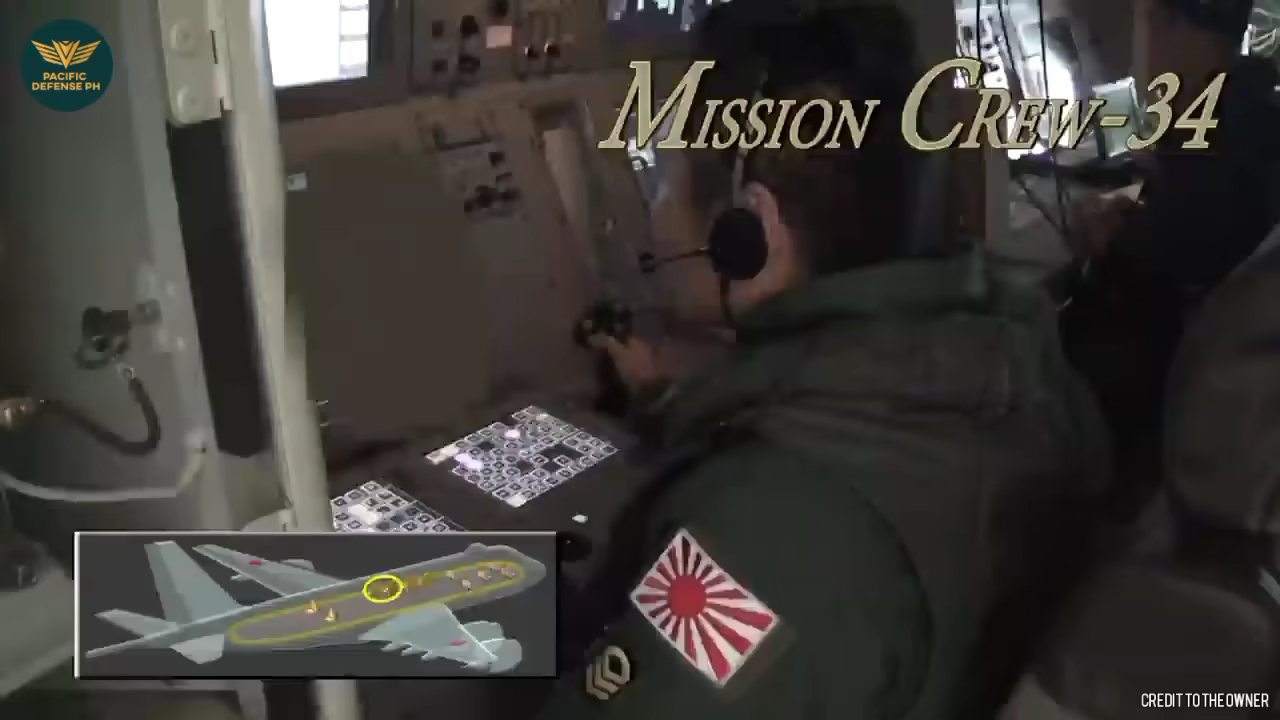 PACIFIC
DEFENSE PH
MISSION CREW-34
CREDIT TO THE OWNER